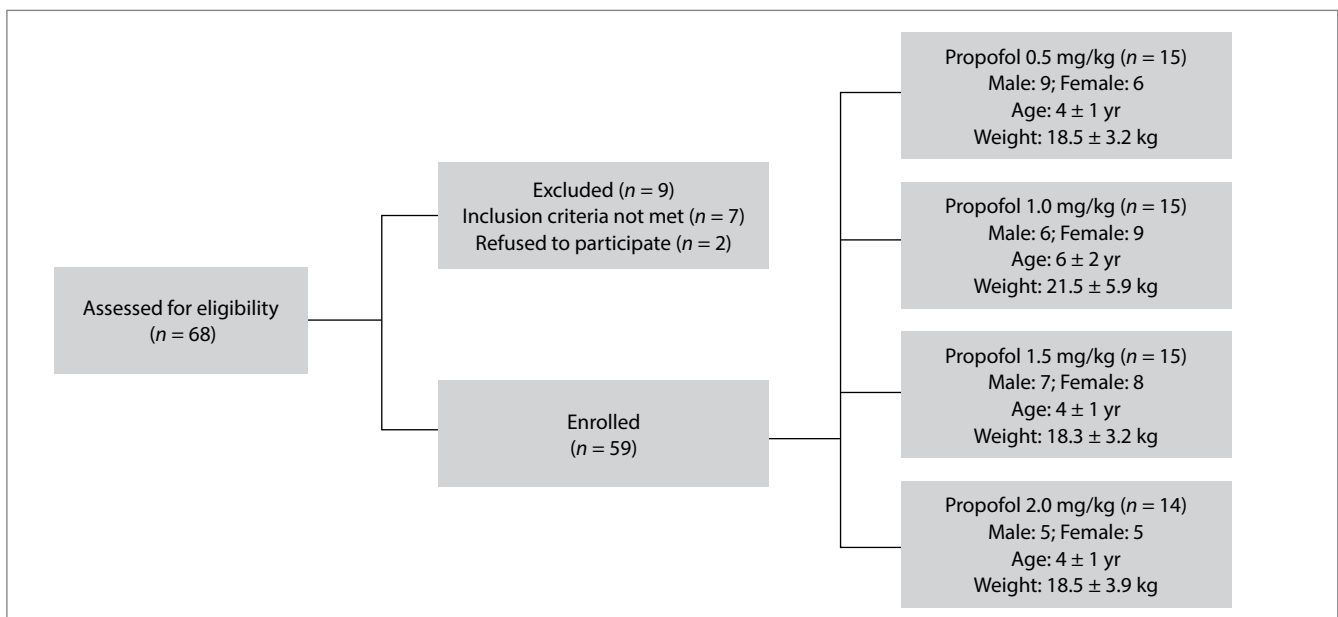 Assessed for eligibility
(n = 68)
Excluded (n = 9)
Inclusion criteria not met (n = 7)
Refused to participate (n = 2)
Enrolled
(n = 59)
Propofol 0.5 mg/kg (n = 15)
Male: 9; Female: 6
Age: 4 ± 1 yr
Weight: 18.5 ± 3.2 kg
Propofol 1.0 mg/kg (n = 15)
Male: 6; Female: 9
Age: 6 ± 2 yr
Weight: 21.5 ± 5.9 kg
Propofol 1.5 mg/kg (n = 15)
Male: 7; Female: 8
Age: 4 ± 1 yr
Weight: 18.3 ± 3.2 kg
Propofol 2.0 mg/kg (n = 14)
Male: 5; Female: 5
Age: 4 ± 1 yr
Weight: 18.5 ± 3.9 kg